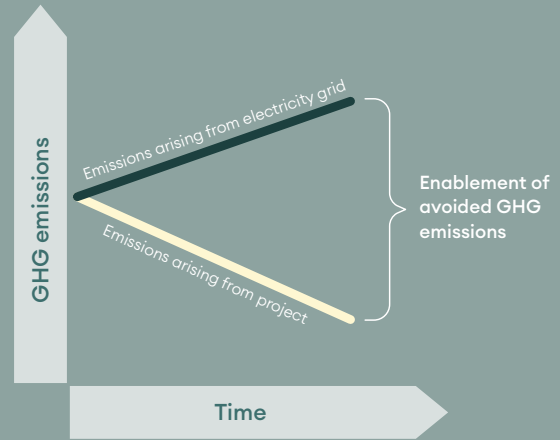 GHG emissions
Emissions arising from electricity grid
Emissions arising from project
Enablement of
avoided GHG
emissions
Time